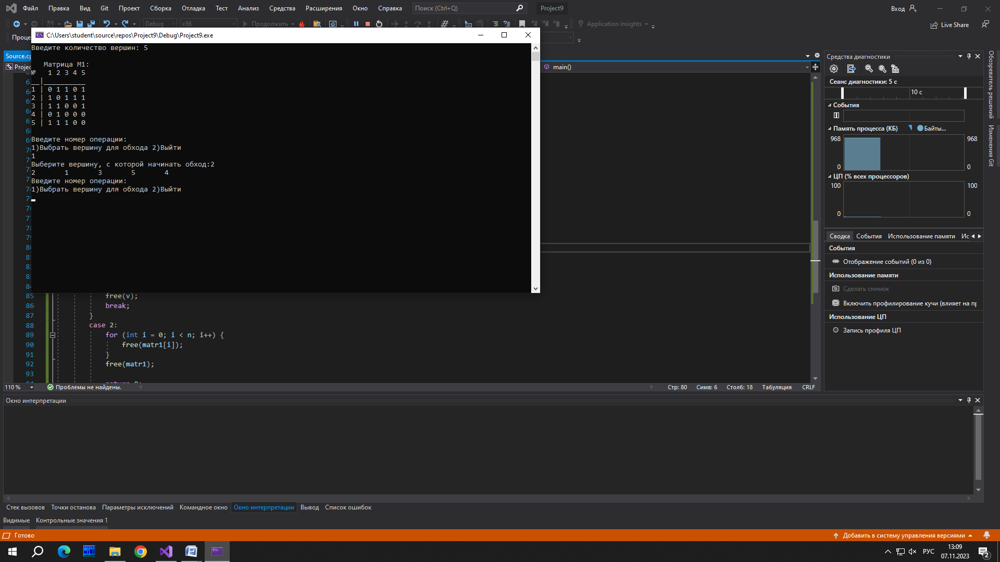 Файл Правка Вид Git Проект Сборка Отладка Тест Анализ Средства Расширения Окно Справка Поиск (Ctrl+Q) Project9 Вход
Debug x86 Продолжить Application Insights Live Share
Проце
C:\Users\student\source\repos\Project9\Debug\Project9.exe
Source.cp
Projec
main()
Введите количество вершин: 5
Матрица М1:
№ 1 2 3 4 5
__|__________
1 | 0 1 1 0 1
2 | 1 0 1 1 1
3 | 1 1 0 0 1
4 | 0 1 0 0 0
5 | 1 1 1 0 0
Введите номер операции:
1)Выбрать вершину для обхода 2)Выйти
1
Выберите вершину, с которой начинать обход:2
2 1 3 5 4
Введите номер операции:
1)Выбрать вершину для обхода 2)Выйти
85 free(v);
86 break;
87 }
88 case 2:
89 for (int i = 0; i < n; i++) {
90 free(matr1[i]);
91 }
92 free(matr1);
93
110 % Проблемы не найдены. Стр: 80 Симв: 6 Столб: 18 Табуляция CRLF
Средства диагностики
Сеанс диагностики: 5 с
10 с
События
Память процесса (КБ) Байты...
968 968
0 0
ЦП (% всех процессоров)
100 100
0 0
Сводка События Использование памяти Ис
События
Отображение событий (0 из 0)
Использование памяти
Сделать снимок
Включить профилирование кучи (влияет на пр
Использование ЦП
Запись профиля ЦП
Обозреватель решений
Изменения Git
Окно интерпретации
Стек вызовов Точки останова Параметры исключений Командное окно Окно интерпретации Вывод Список ошибок
Видимые Контрольные значения 1
Готово Добавить в систему управления версиями
РУС 13:09
07.11.2023 2